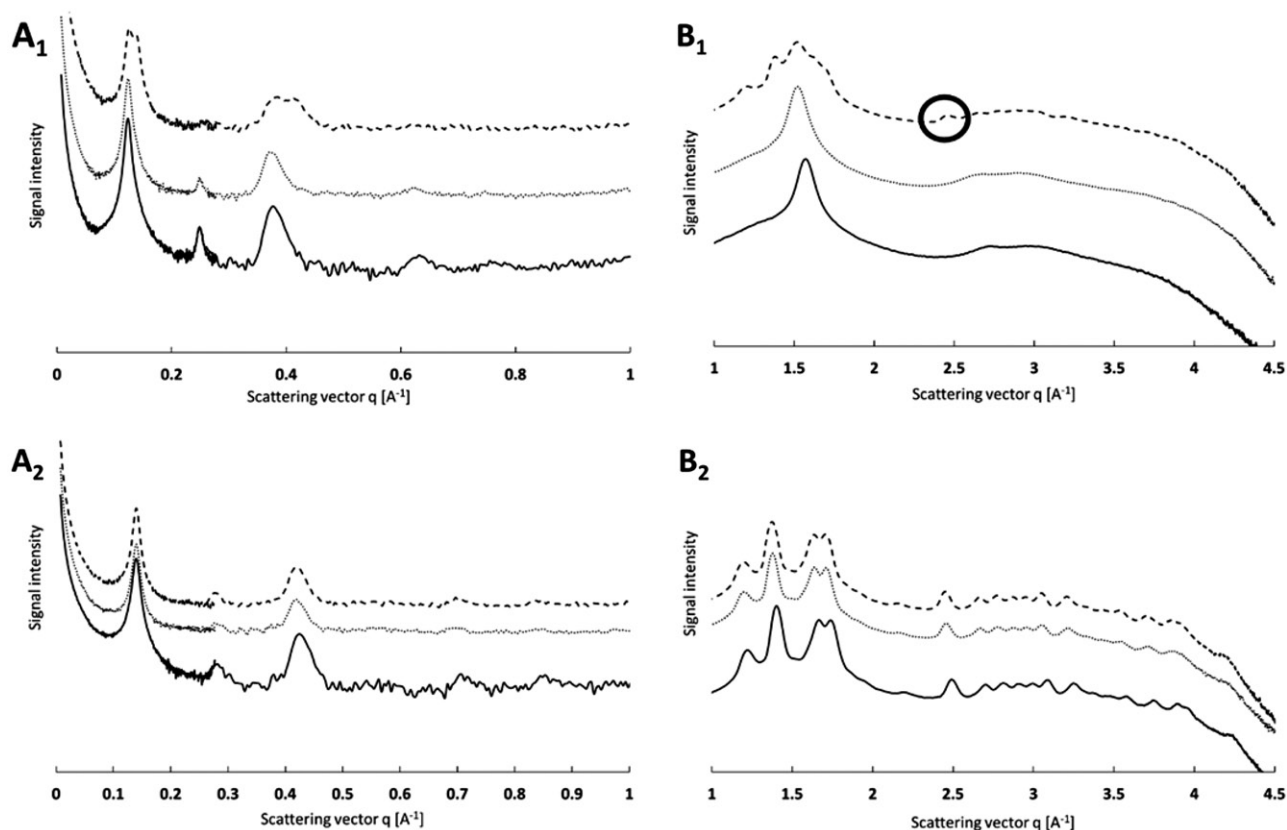 A1
Signal intensity
0 0.2 0.4 0.6 0.8 1
Scattering vector q [A-1]
B1
Signal intensity
1 1.5 2 2.5 3 3.5 4 4.5
Scattering vector q [A-1]
A2
Signal intensity
0 0.1 0.2 0.3 0.4 0.5 0.6 0.7 0.8 0.9 1
Scattering vector q [A-1]
B2
Signal intensity
1 1.5 2 2.5 3 3.5 4 4.5
Scattering vector q [A-1]